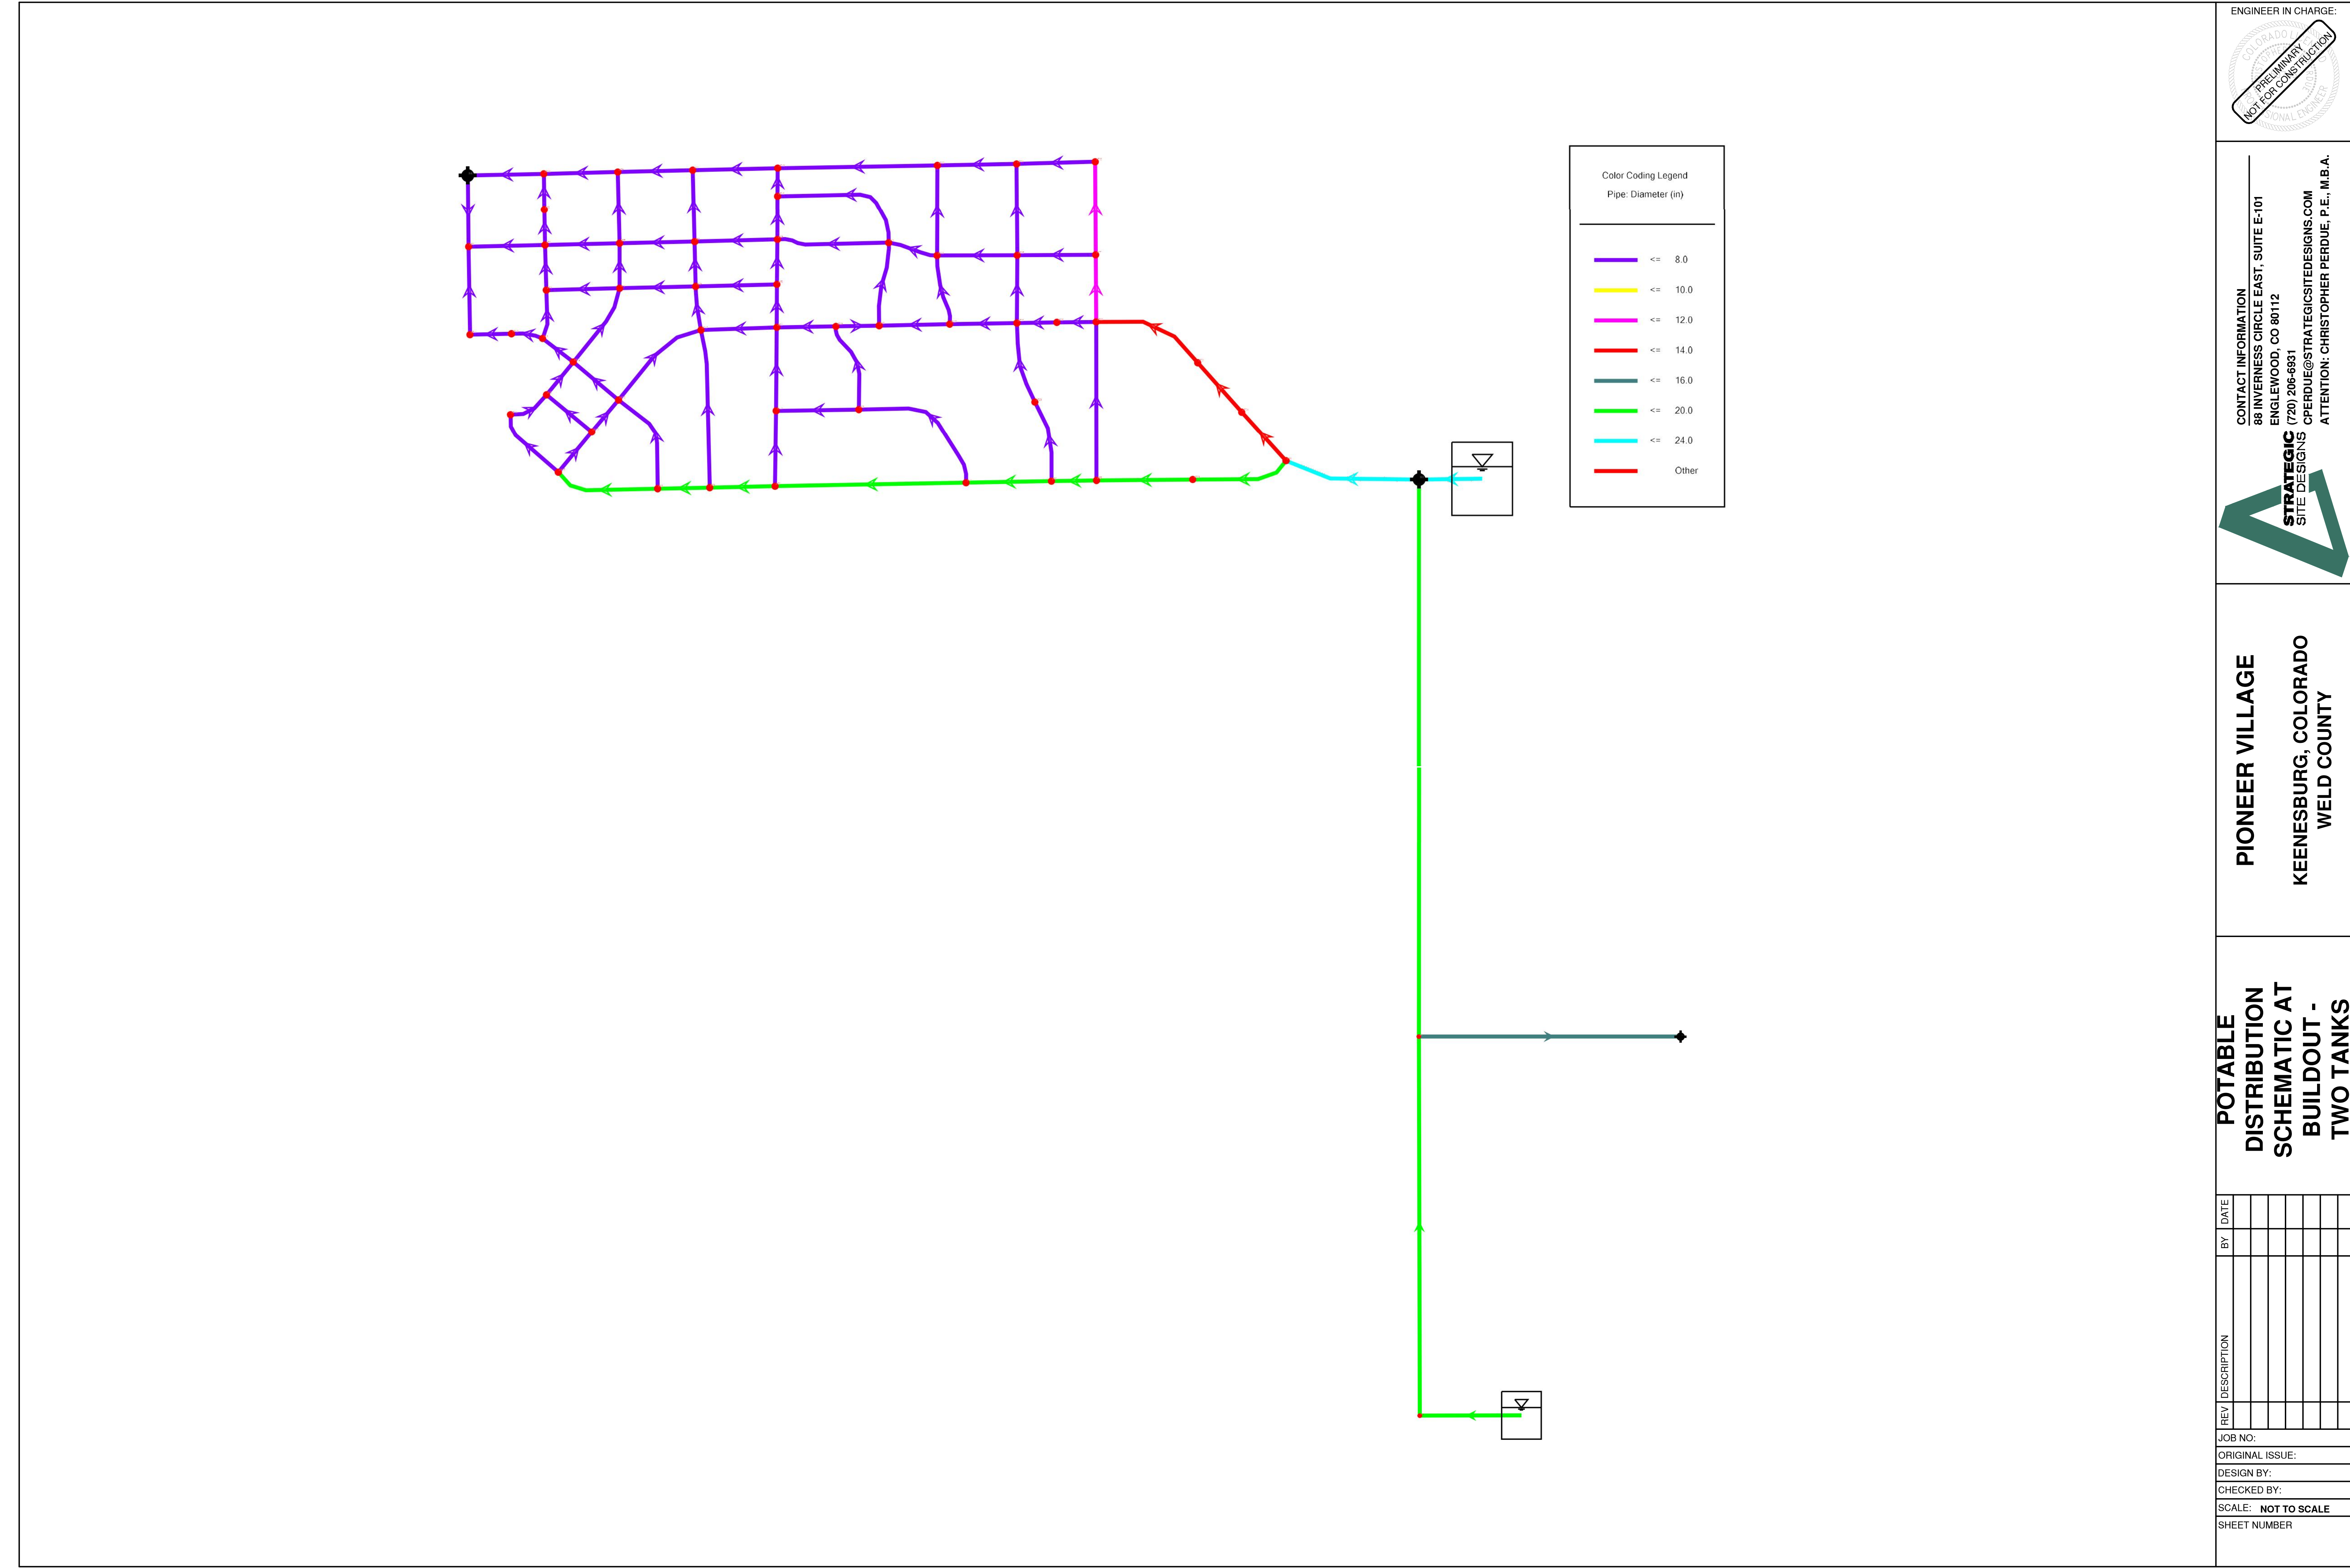 Color Coding Legend
Pipe: Diameter (in)
<= 8.0
<= 10.0
<= 12.0
<= 14.0
<= 16.0
<= 20.0
<= 24.0
Other
ENGINEER IN CHARGE:
PRELIMINARY
NOT FOR CONSTRUCTION
CONTACT INFORMATION
88 INVERNESS CIRCLE EAST, SUITE E-101
ENGLEWOOD, CO 80112
(720) 206-6931
CPERDUE@STRATEGICSITEDESIGNS.COM
ATTENTION: CHRISTOPHER PERDUE, P.E., M.B.A.
STRATEGIC
SITE DESIGNS
PIONEER VILLAGE
KEENESBURG, COLORADO
WELD COUNTY
POTABLE
DISTRIBUTION
SCHEMATIC AT
BUILDOUT -
TWO TANKS
REV DESCRIPTION BY DATE
JOB NO:
ORIGINAL ISSUE:
DESIGN BY:
CHECKED BY:
SCALE: NOT TO SCALE
SHEET NUMBER